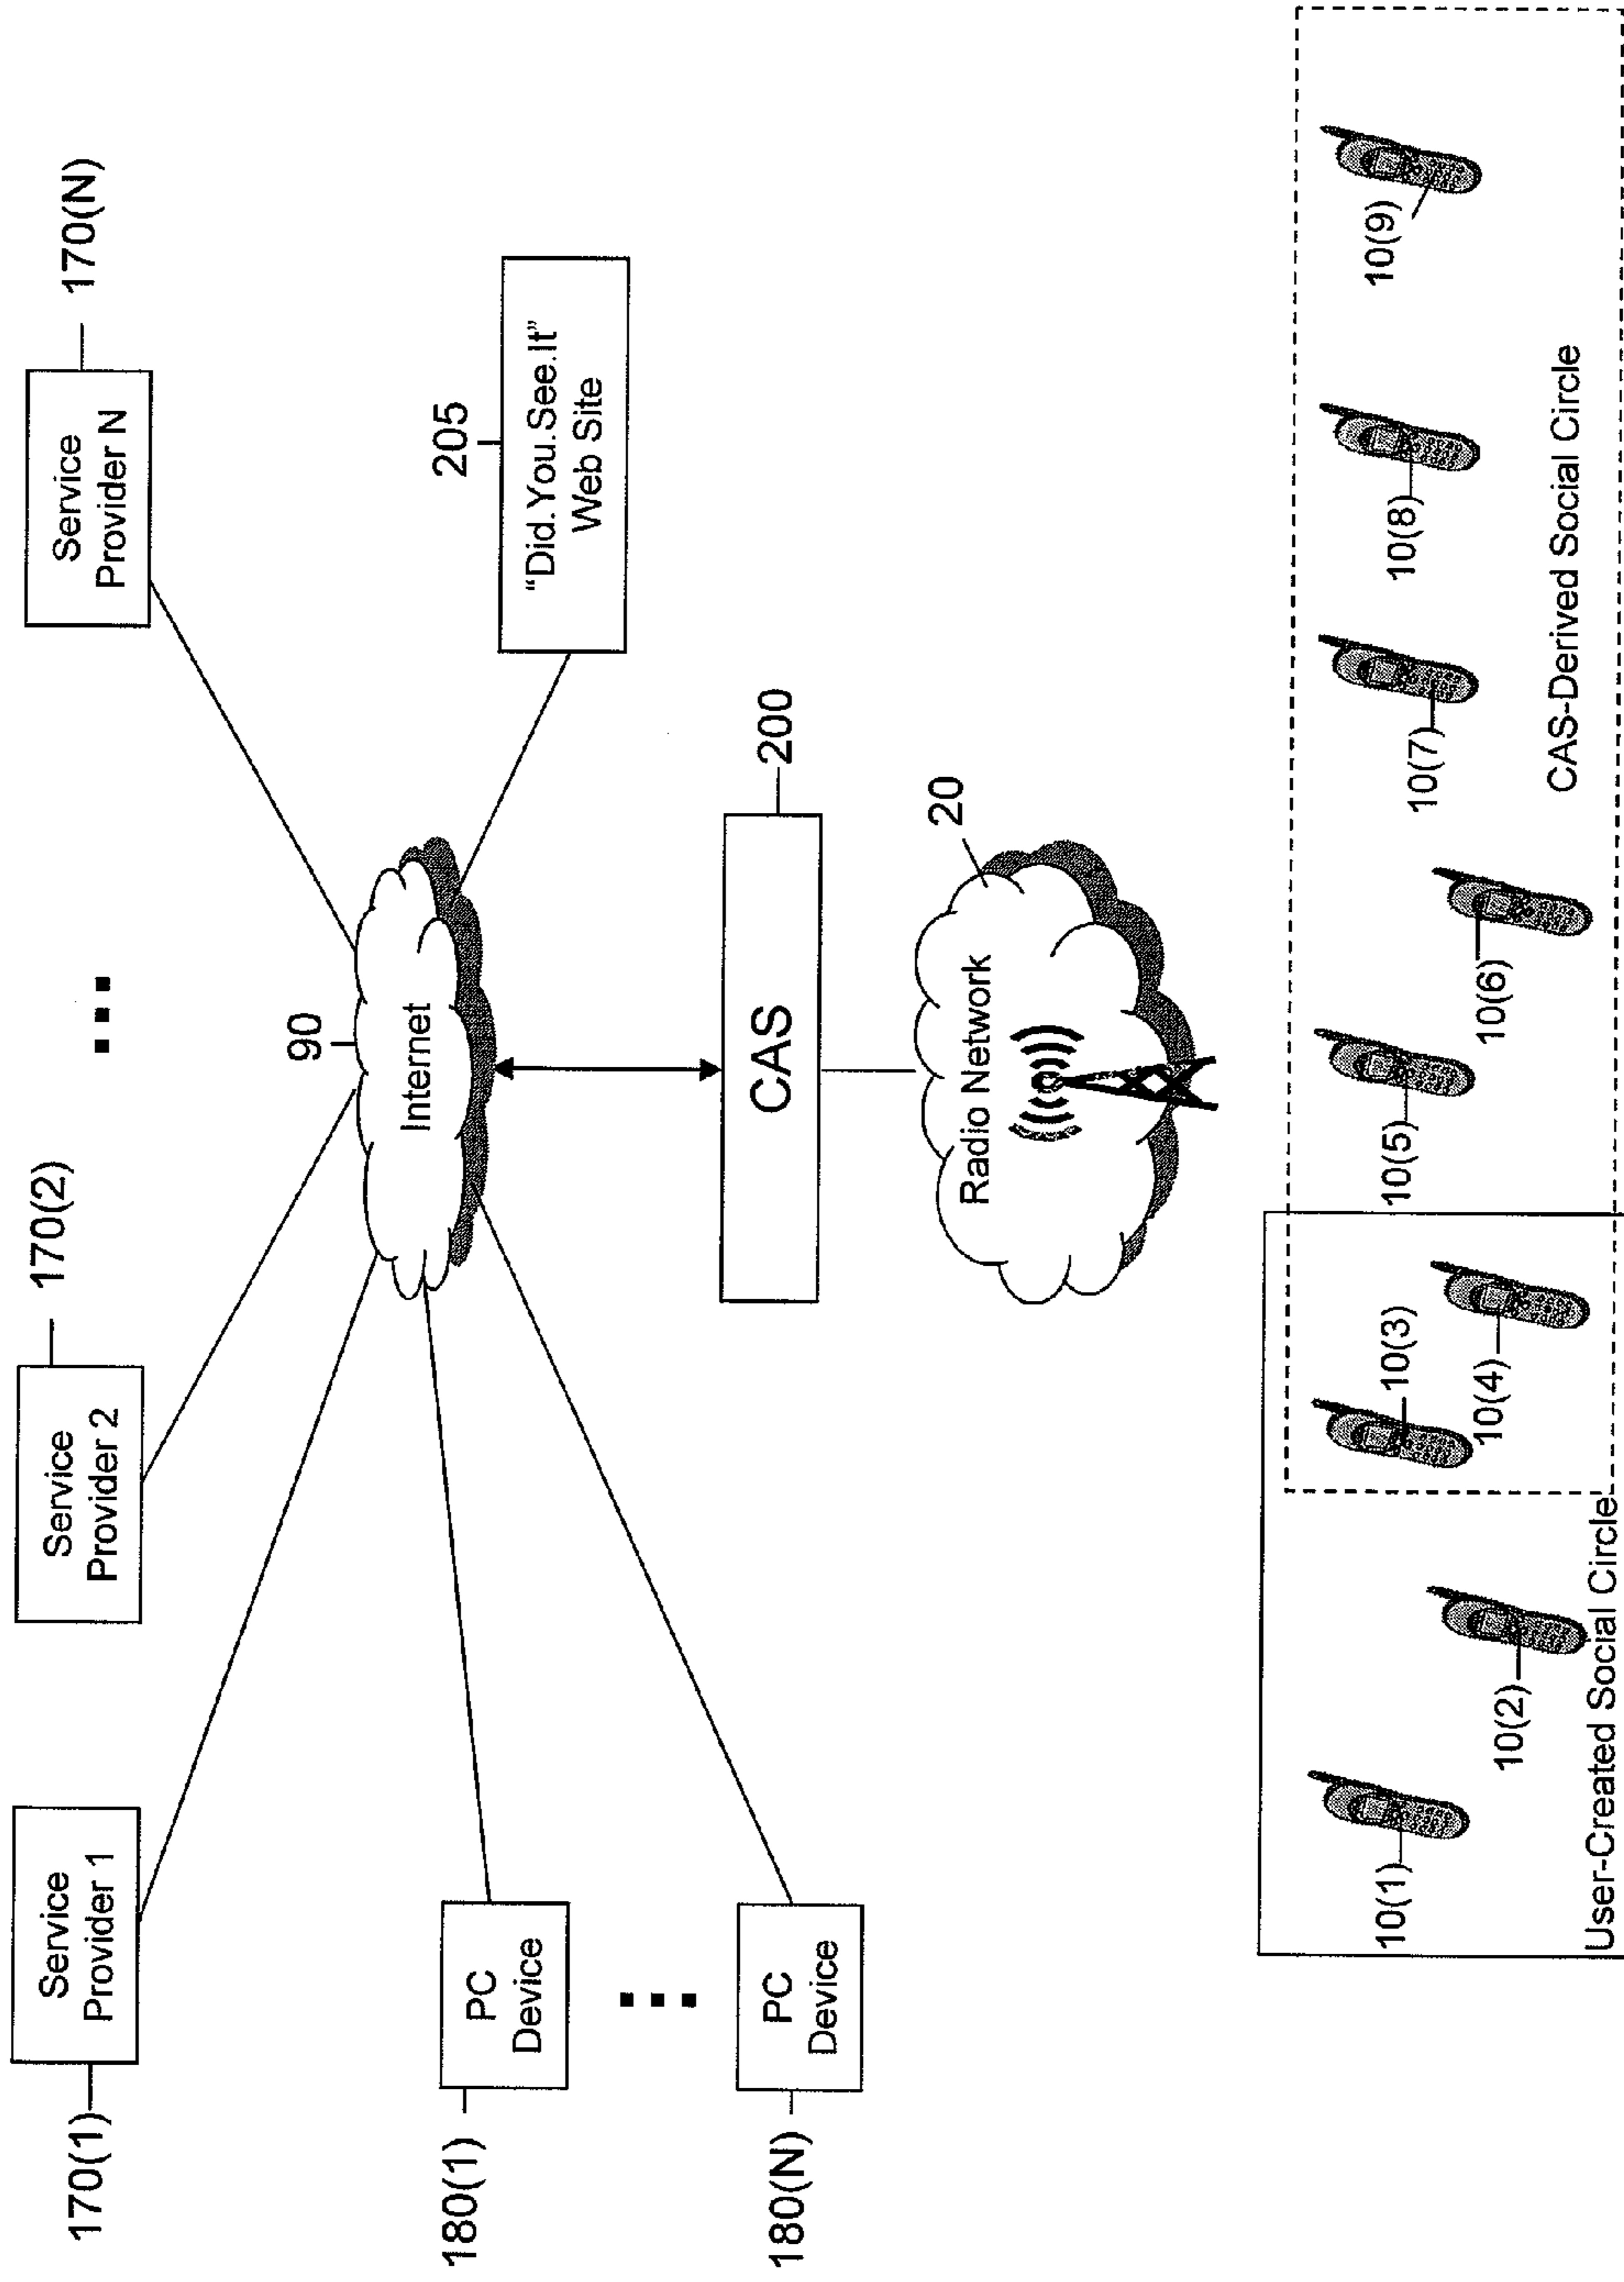 170(1)
Service
Provider 1
Service
Provider 2
170(2)
Service
Provider N
170(N)
180(1)
PC
Device
180(N)
PC
Device
90
Internet
205
"Did.You.See.It"
Web Site
CAS
200
Radio Network
20
10(1)
10(2)
10(3)
10(4)
10(5)
10(6)
10(7)
10(8)
10(9)
User-Created Social Circle
CAS-Derived Social Circle